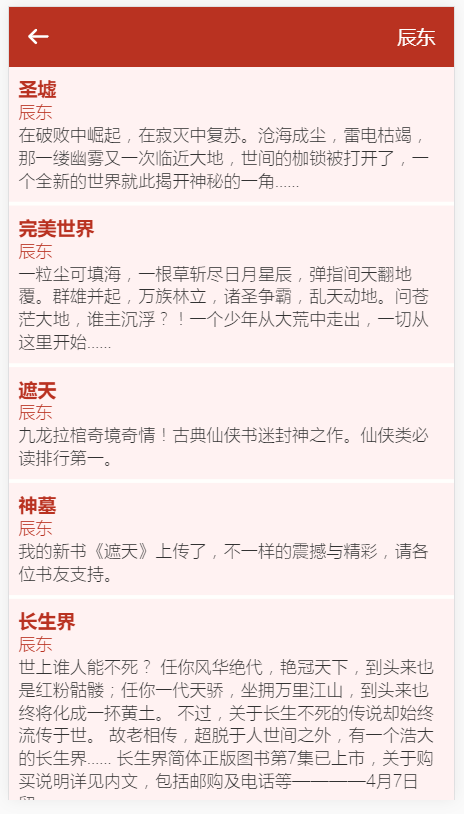 辰东
圣墟
辰东
在破败中崛起，在寂灭中复苏。沧海成尘，雷电枯竭，
那一缕幽雾又一次临近大地，世间的枷锁被打开了，一
个全新的世界就此揭开神秘的一角......
完美世界
辰东
一粒尘可填海，一根草斩尽日月星辰，弹指间天翻地
覆。群雄并起，万族林立，诸圣争霸，乱天动地。问苍
茫大地，谁主沉浮？！一个少年从大荒中走出，一切从
这里开始......
遮天
辰东
九龙拉棺奇境奇情！古典仙侠书迷封神之作。仙侠类必
读排行第一。
神墓
辰东
我的新书《遮天》上传了，不一样的震撼与精彩，请各
位书友支持。
长生界
辰东
世上谁人能不死？ 任你风华绝代，艳冠天下，到头来也
是红粉骷髅；任你一代天骄，坐拥万里江山，到头来也
终将化成一抔黄土。 不过，关于长生不死的传说却始终
流传于世。 故老相传，超脱于人世间之外，有一个浩大
的长生界...... 长生界简体正版图书第7集已上市，关于购
买说明详见内文，包括邮购及电话等————4月7日